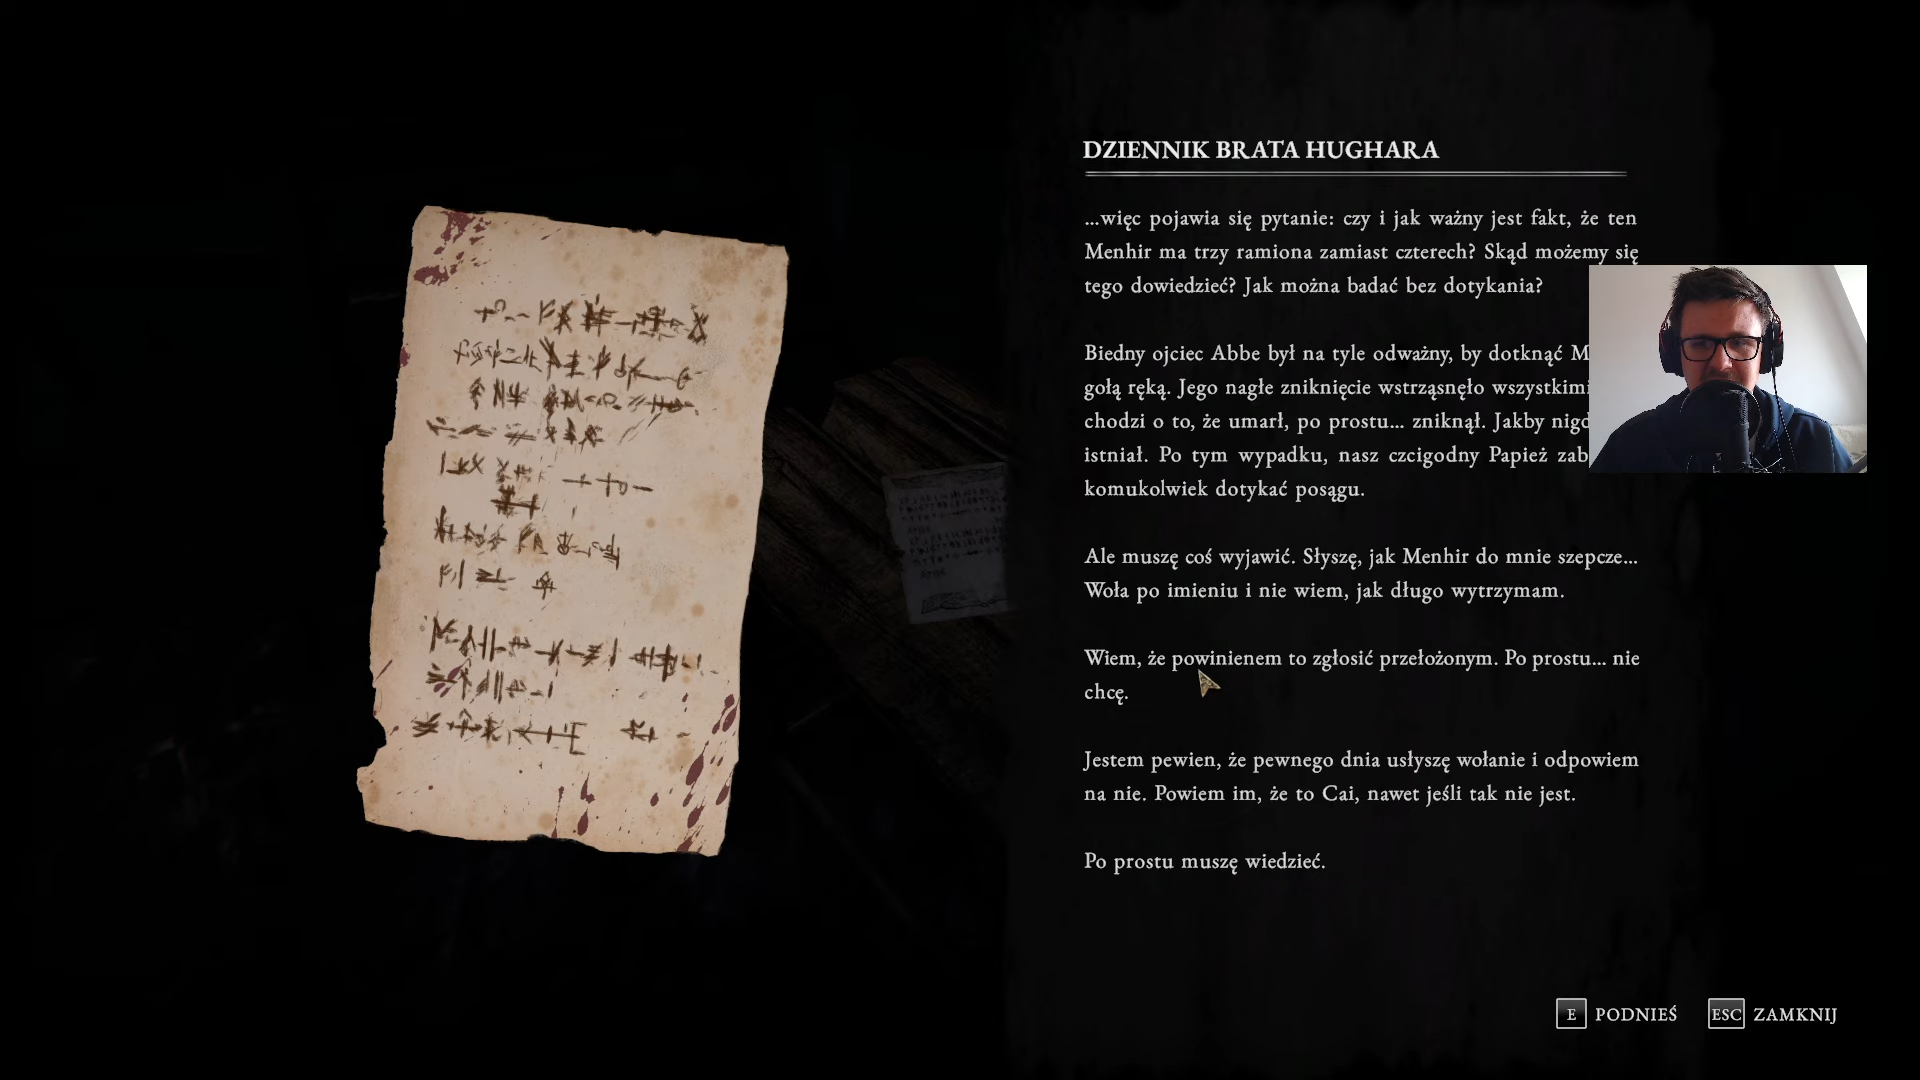 DZIENNIK BRATA HUGHARA
...więc pojawia się pytanie: czy i jak ważny jest fakt, że ten
Menhir ma trzy ramiona zamiast czterech? Skąd możemy się
tego dowiedzieć? Jak można badać bez dotykania?
Biedny ojciec Abbe był na tyle odważny, by dotknąć
gołą ręką. Jego nagłe zniknięcie wstrząsnęło
chodzi o to, że umarł, po prostu... zniknął. Jakby
istniał. Po tym wypadku, nasz czcigodny Papież
komukolwiek dotykać posągu.
Ale muszę coś wyjawić. Słyszę, jak Menhir do mnie szepcze...
Woła po imieniu i nie wiem, jak długo wytrzymam.
Wiem, że powinienem to zgłosić przełożonym. Po prostu... nie
chcę.
Jestem pewien, że pewnego dnia usłyszę wołanie i odpowiem
na nie. Powiem im, że to Cai, nawet jeśli tak nie jest.
Po prostu muszę wiedzieć.
E PODNIEŚ ESC ZAMKNIJ